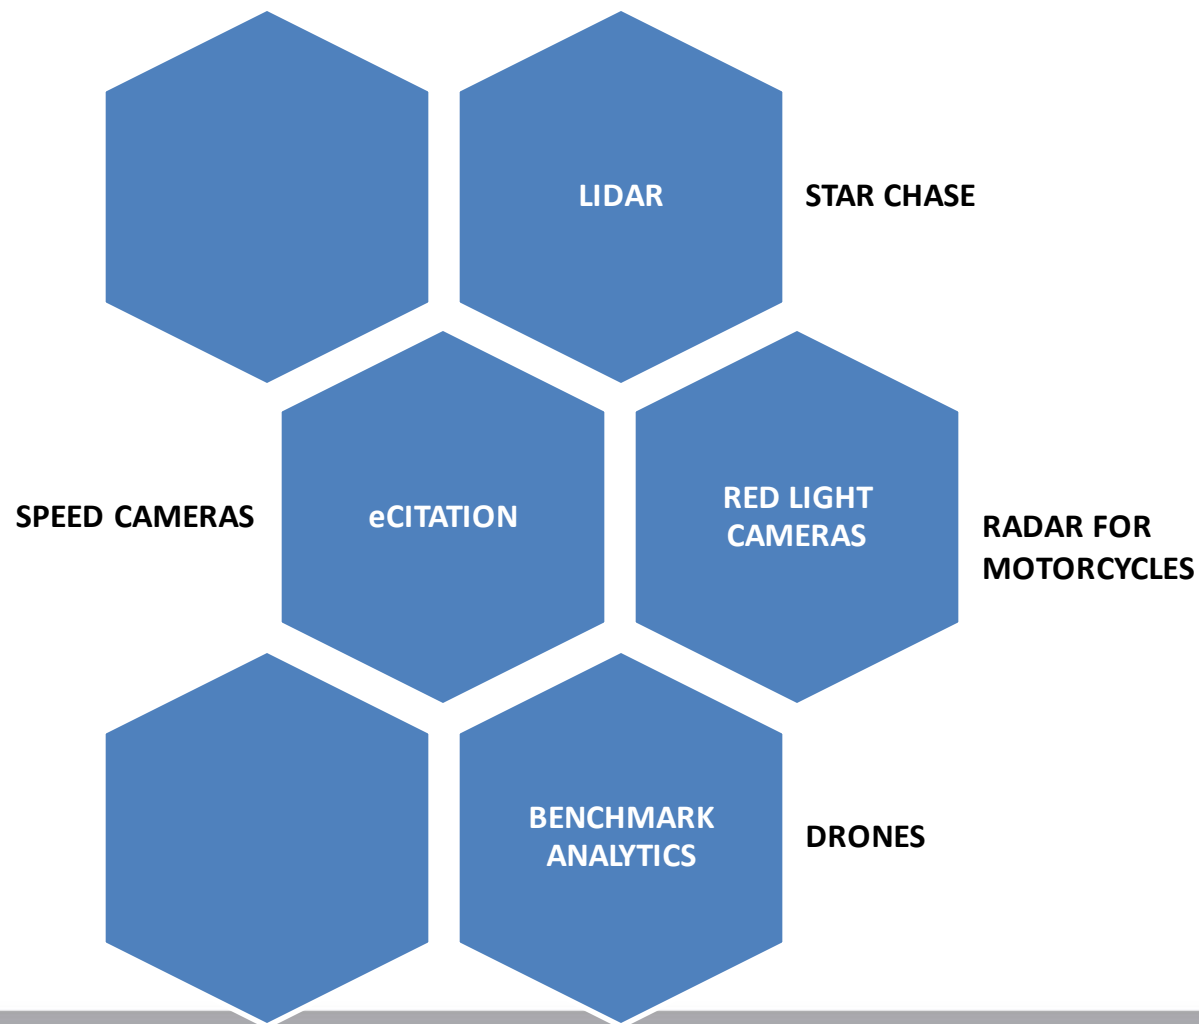 LIDAR
STAR CHASE
SPEED CAMERAS
eCITATION
RED LIGHT
CAMERAS
RADAR FOR
MOTORCYCLES
BENCHMARK
ANALYTICS
DRONES